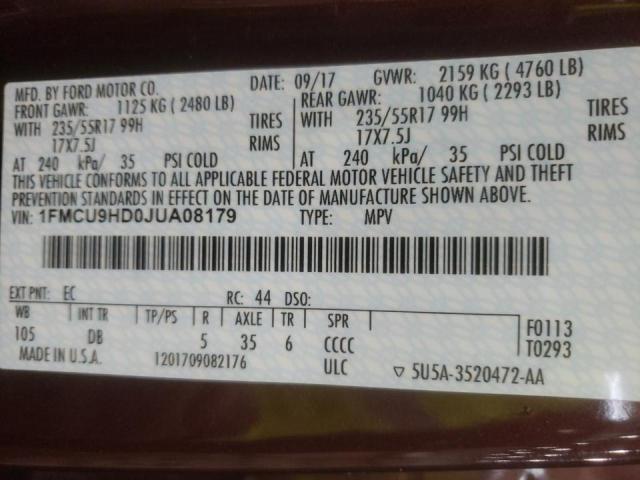 MFD. BY FORD MOTOR CO. DATE: 09/17 GVWR: 2159 KG ( 4760 LB)
FRONT GAWR: 1125 KG ( 2480 LB) REAR GAWR: 1040 KG ( 2293 LB)
WITH 235/55R17 99H TIRES WITH 235/55R17 99H TIRES
17X7.5J RIMS 17X7.5J RIMS
AT 240 kPa/ 35 PSI COLD AT 240 kPa/ 35 PSI COLD
THIS VEHICLE CONFORMS TO ALL APPLICABLE FEDERAL MOTOR VEHICLE SAFETY AND THEFT
PREVENTION STANDARDS IN EFFECT ON THE DATE OF MANUFACTURE SHOWN ABOVE.
VIN: 1FMCU9HD0JUA08179 TYPE: MPV
EXT PNT: EC RC: 44 DSO:
WB INT TR TP/PS R AXLE TR SPR
105 DB 5 35 6 CCCC
F0113
T0293
MADE IN U.S.A. 1201709082176 ULC ▽ 5U5A-3520472-AA